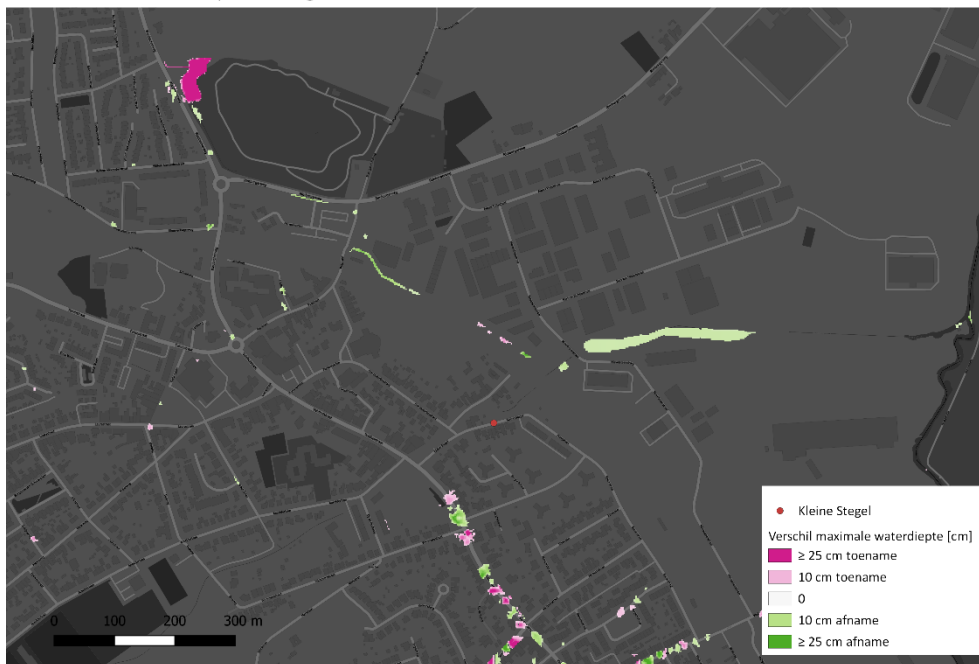 0
100
200
300 m
Kleine Stegel
Verschil maximale waterdiepte [cm]
≥ 25 cm toename
10 cm toename
0
10 cm afname
≥ 25 cm afname